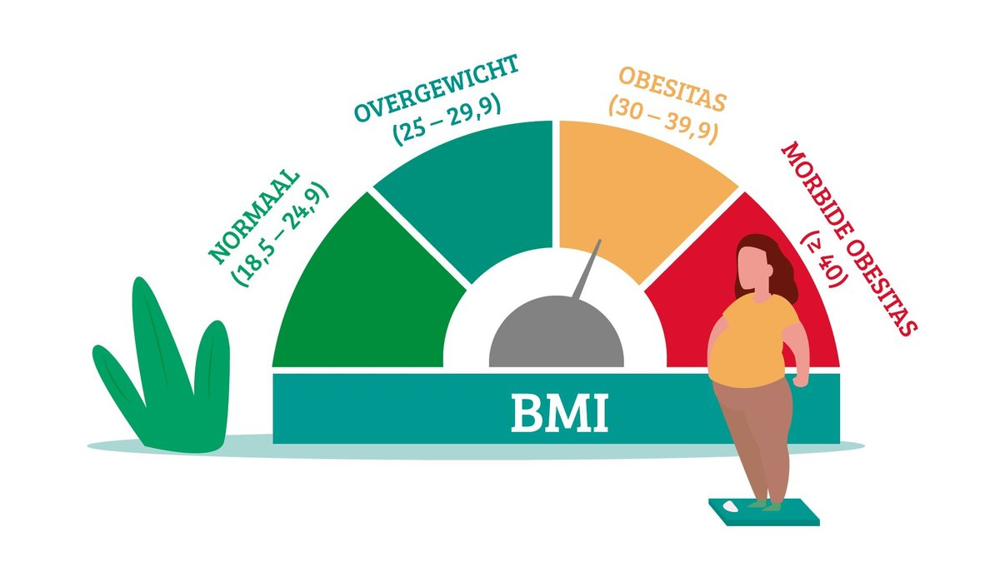 NORMAAL
(18,5 – 24,9)
OVERGEWICHT
(25 – 29,9)
OBESITAS
(30 – 39,9)
MORBIDE OBESITAS
(≥ 40)
BMI